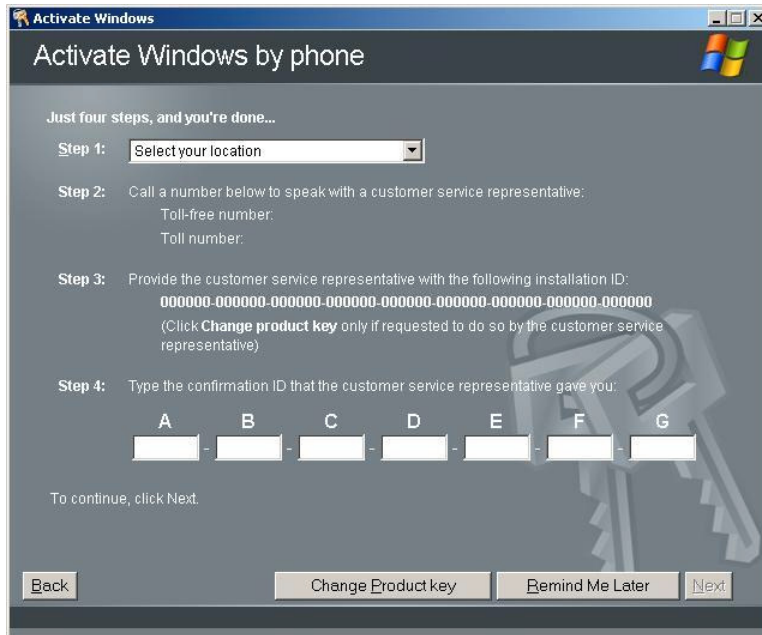 Activate Windows
Activate Windows by phone
Just four steps, and you're done...
Step 1: Select your location
Step 2: Call a number below to speak with a customer service representative:
Toll-free number:
Toll number:
Step 3: Provide the customer service representative with the following installation ID:
000000-000000-000000-000000-000000-000000-000000-000000-000000
(Click Change product key only if requested to do so by the customer service
representative)
Step 4: Type the confirmation ID that the customer service representative gave you:
A B C D E F G
- - - - - -
To continue, click Next.
Back Change Product key Remind Me Later Next